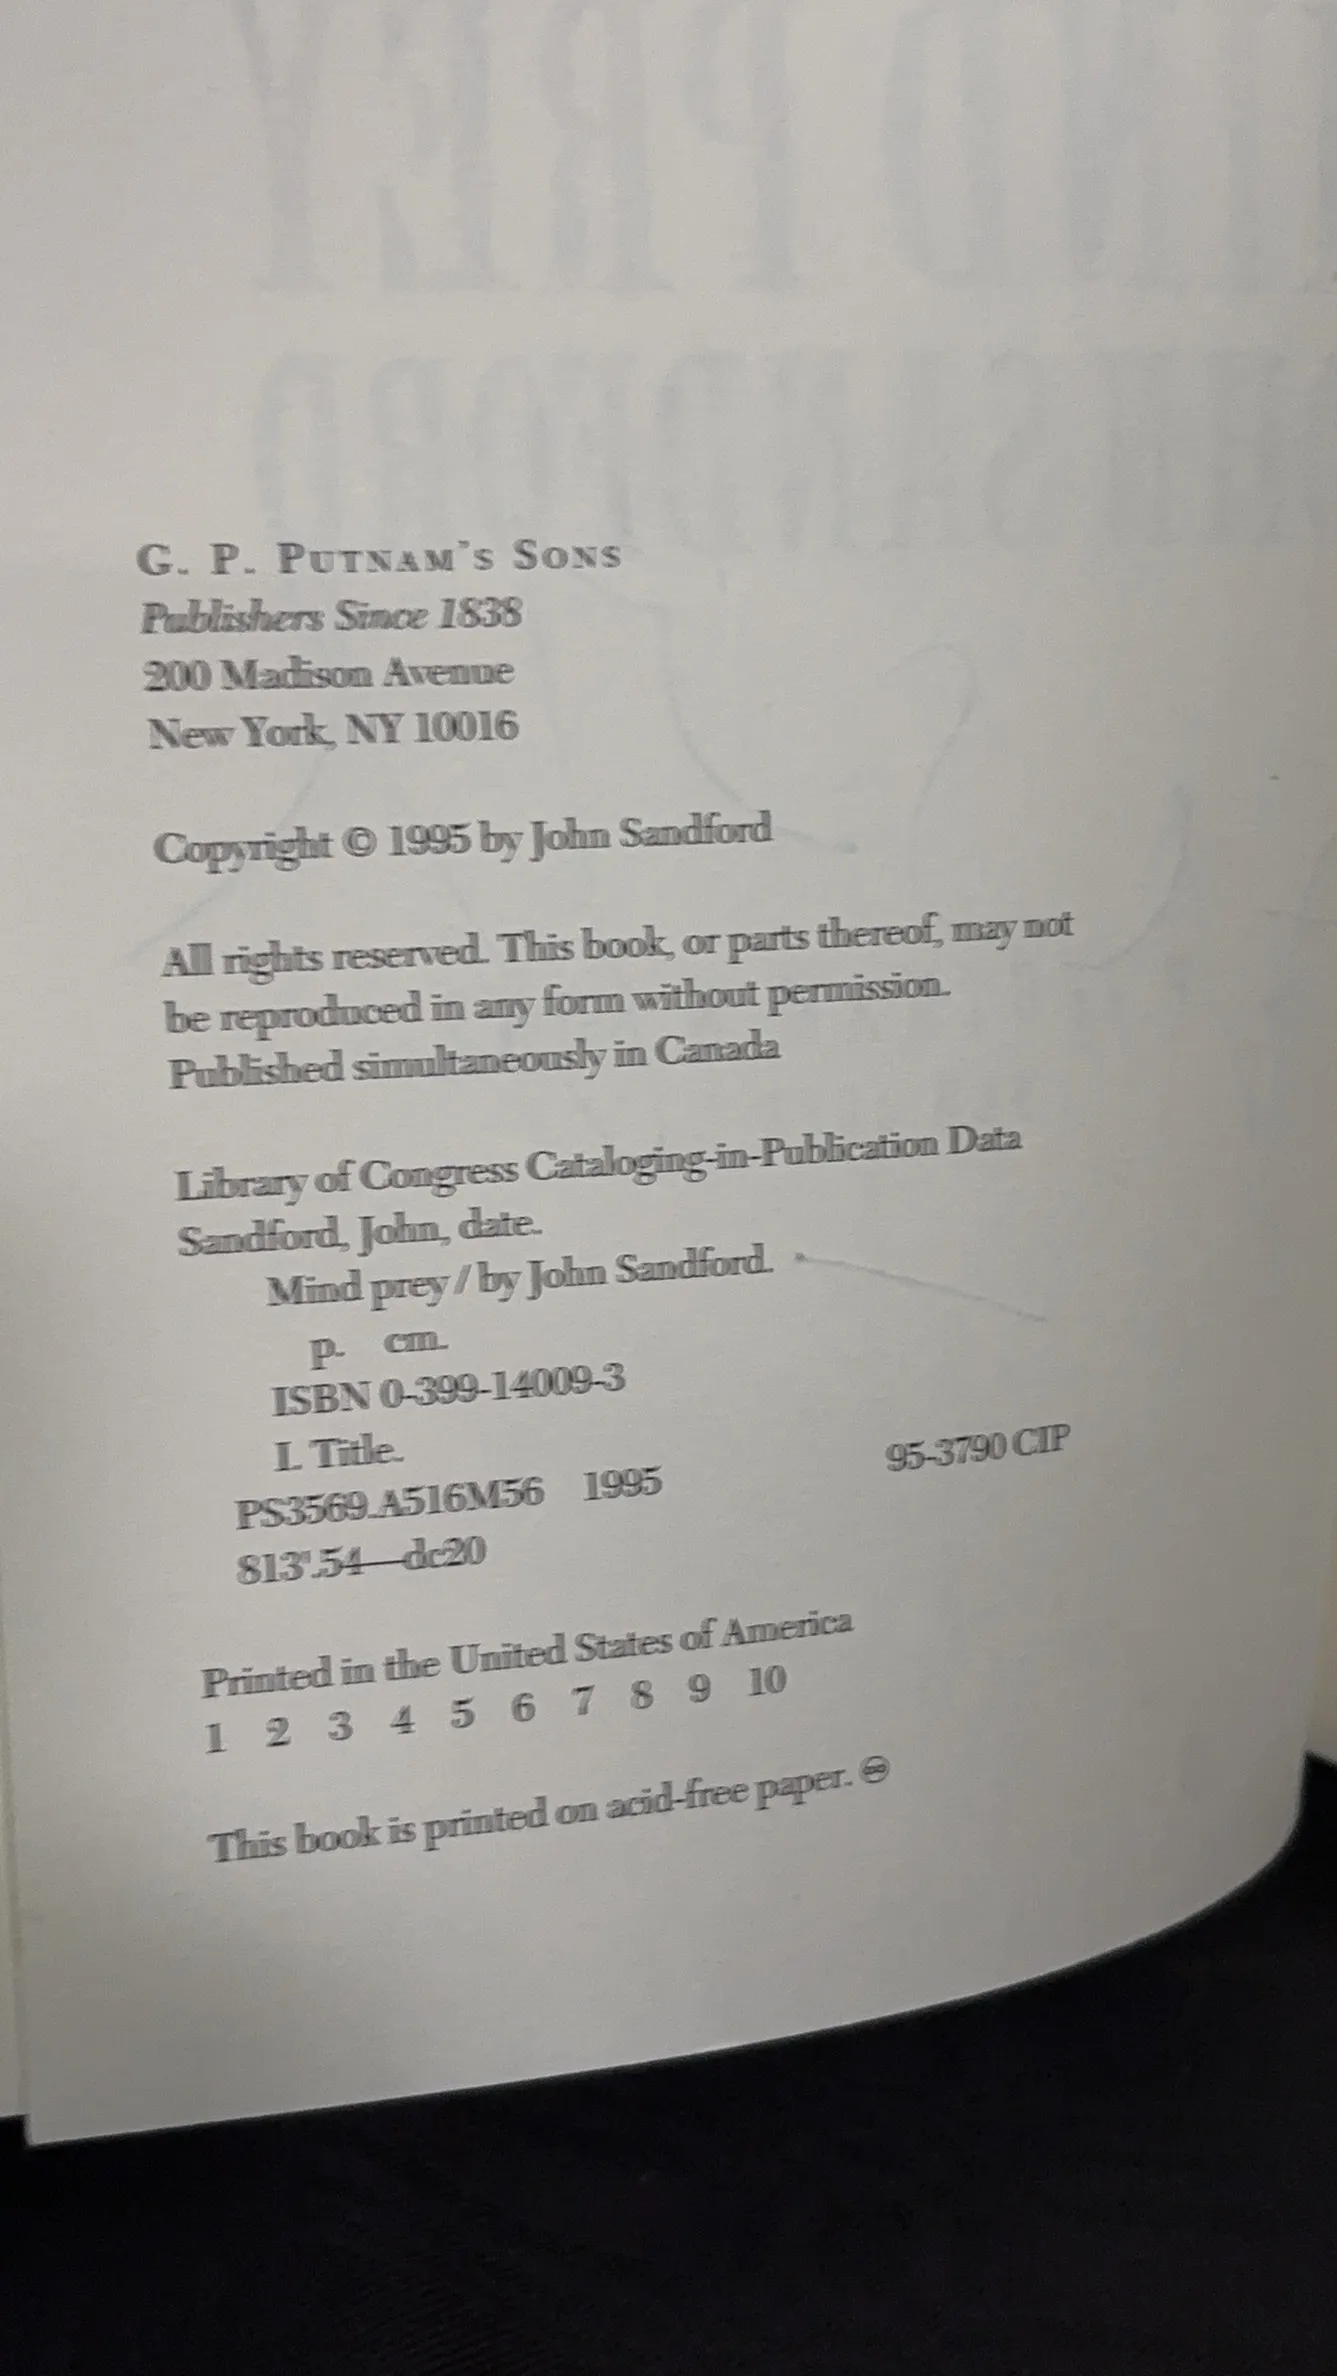 G. P. PUTNAM'S SONS
Publishers Since 1838
200 Madison Avenue
New York, NY 10016
Copyright © 1995 by John Sandford
All rights reserved. This book, or parts thereof, may not
be reproduced in any form without permission.
Published simultaneously in Canada
Library of Congress Cataloging-in-Publication Data
Sandford, John, date.
Mind prey / by John Sandford.
p. cm.
ISBN 0-399-14009-3
I. Title.
PS3569.A516M56 1995 95-3790 CIP
813'.54—dc20
Printed in the United States of America
1 2 3 4 5 6 7 8 9 10
This book is printed on acid-free paper. ♾